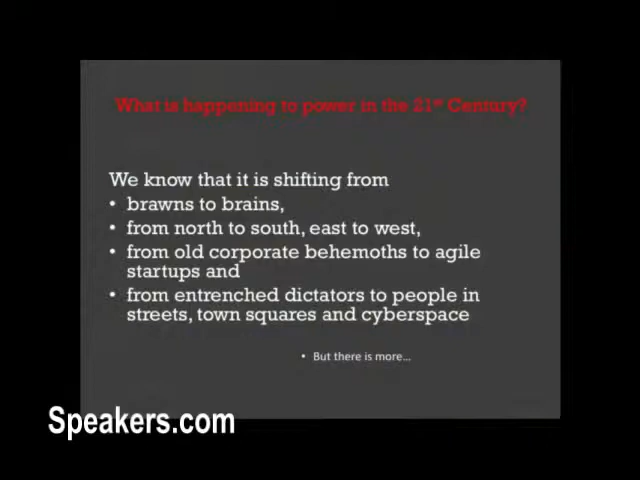 What is happening to power in the 21st Century?
We know that it is shifting from
• brawns to brains,
• from north to south, east to west,
• from old corporate behemoths to agile
startups and
• from entrenched dictators to people in
streets, town squares and cyberspace
• But there is more...
Speakers.com